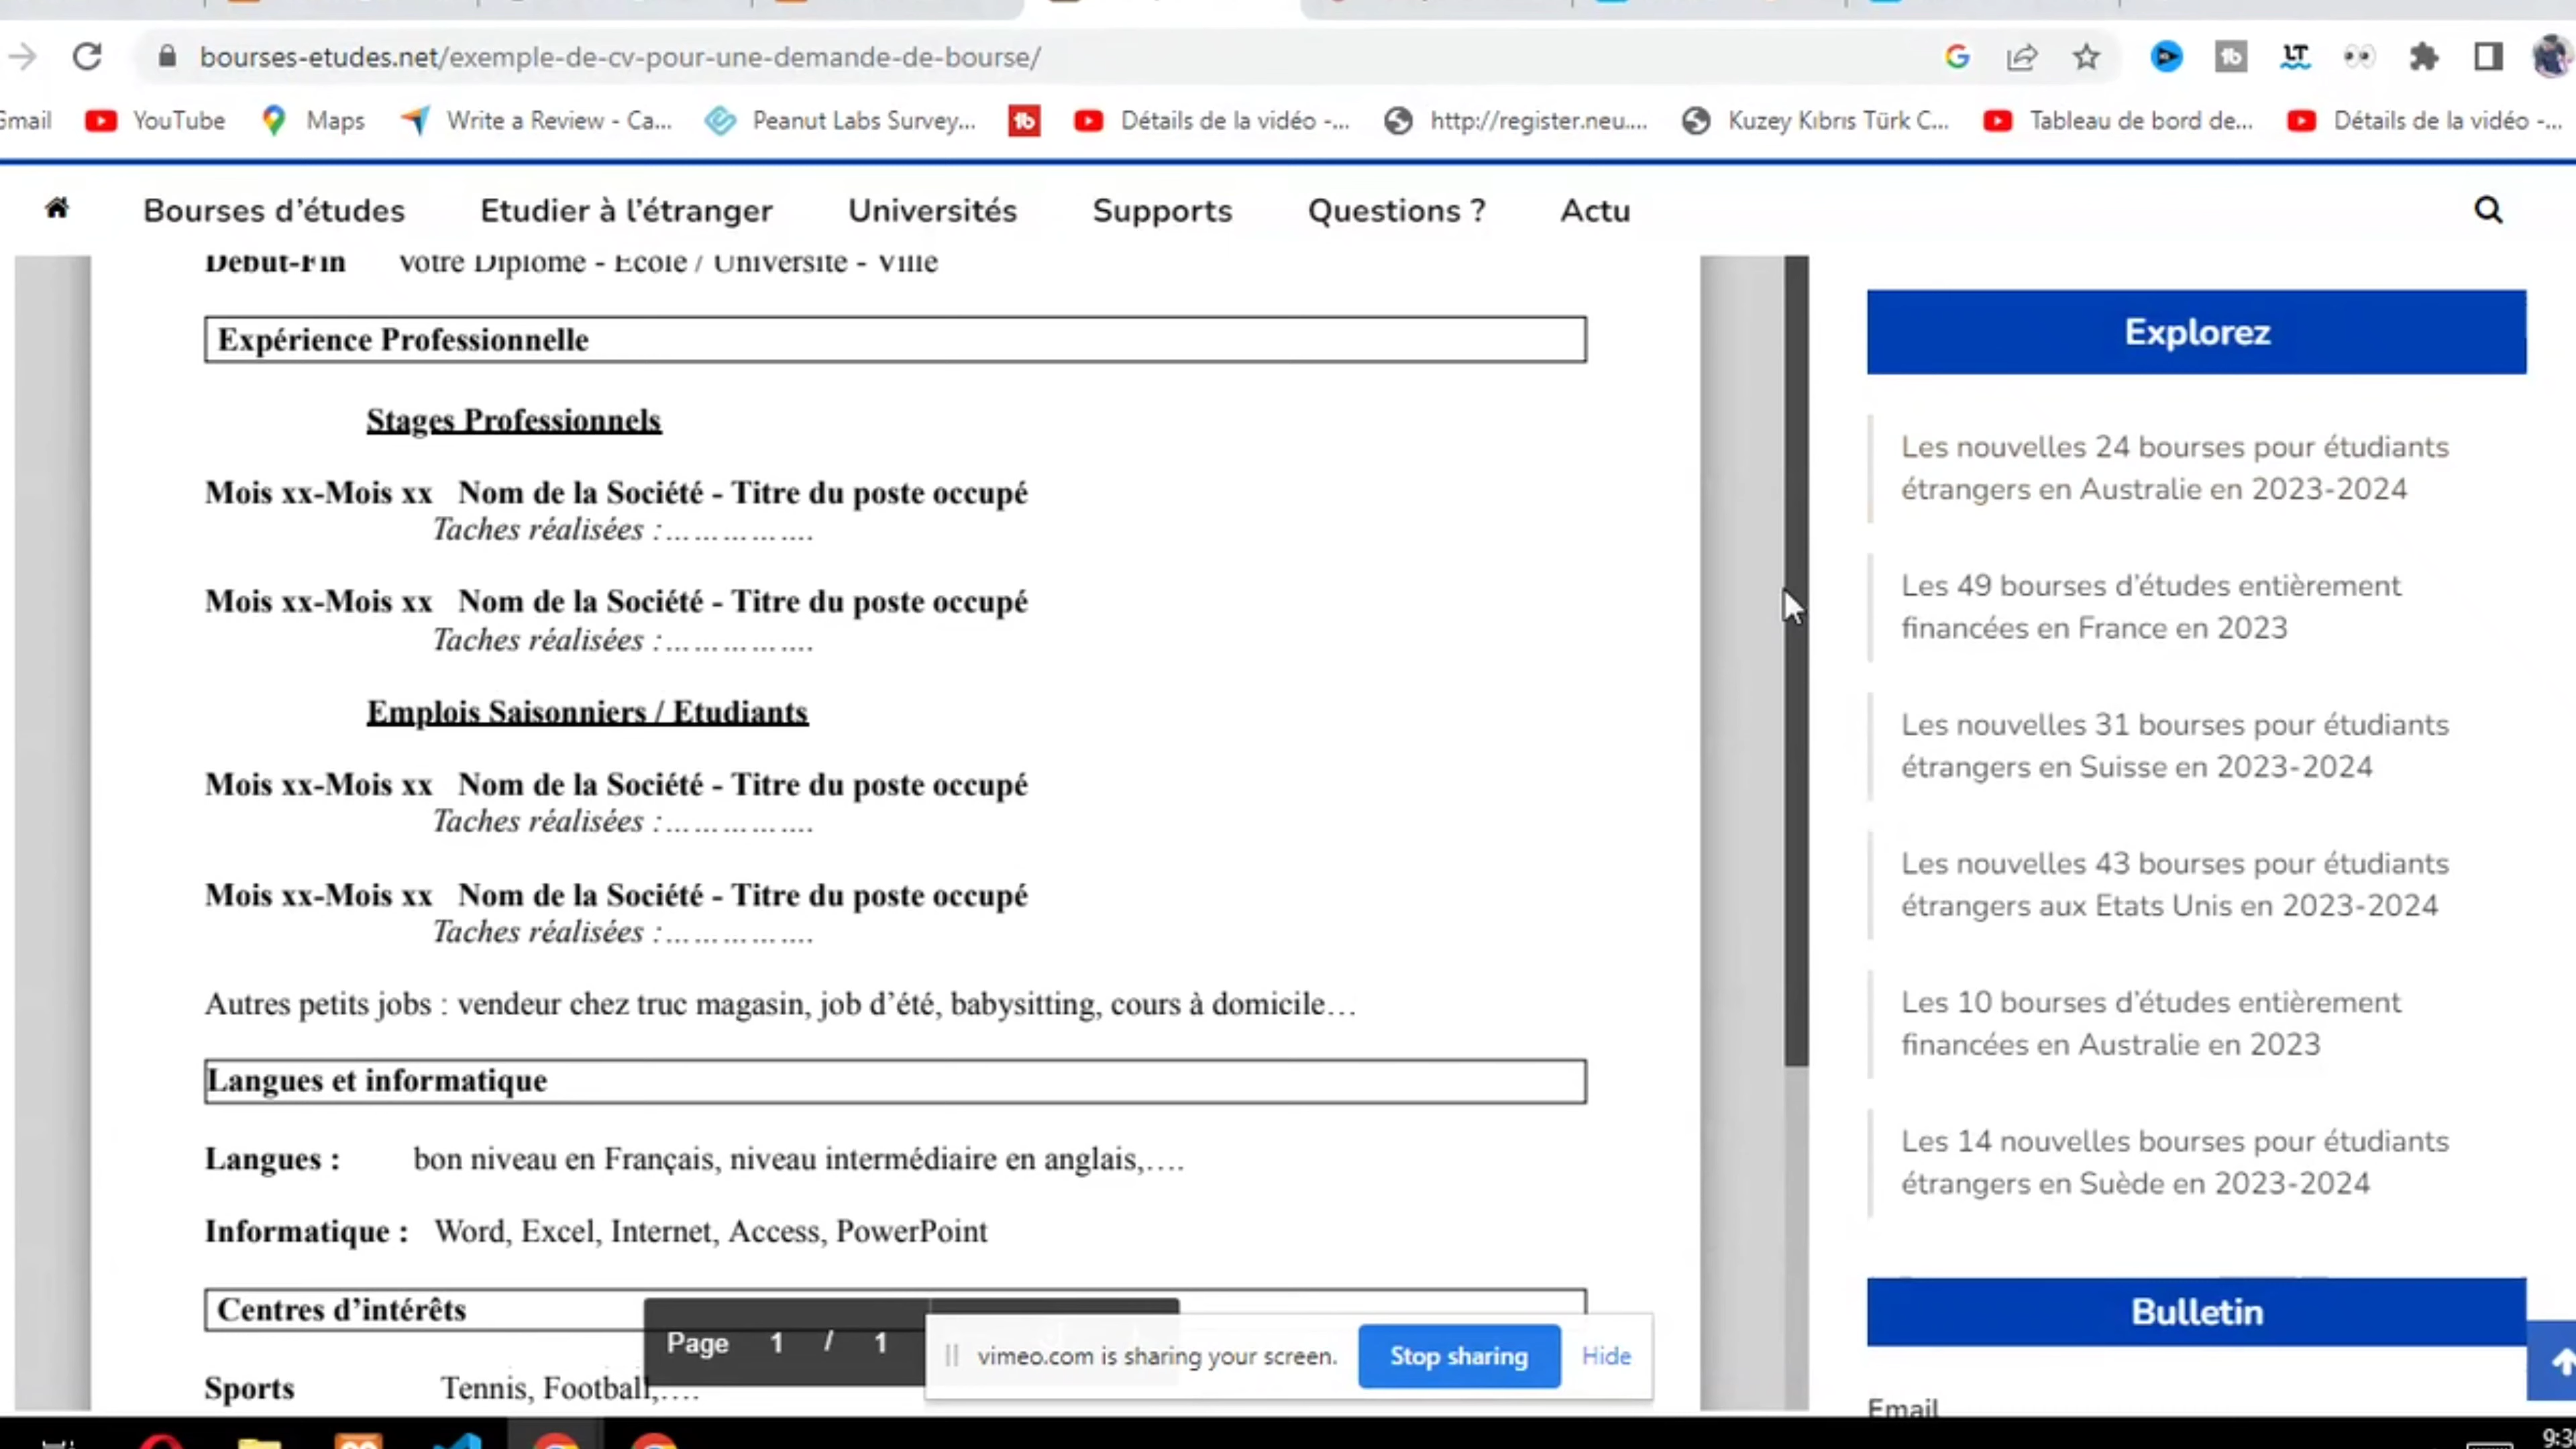 bourses-etudes.net/exemple-de-cv-pour-une-demande-de-bourse/
Gmail YouTube Maps Write a Review - Ca... Peanut Labs Survey... Détails de la vidéo -... http://register.neu.... Kuzey Kıbrıs Türk C... Tableau de bord de... Détails de la vidéo -...
Bourses d'études Etudier à l'étranger Universités Supports Questions ? Actu
Début-Fin Votre Diplôme - Ecole / Université - Ville
Expérience Professionnelle
Stages Professionnels
Mois xx-Mois xx Nom de la Société - Titre du poste occupé
Taches réalisées :…………….
Mois xx-Mois xx Nom de la Société - Titre du poste occupé
Taches réalisées :…………….
Emplois Saisonniers / Etudiants
Mois xx-Mois xx Nom de la Société - Titre du poste occupé
Taches réalisées :…………….
Mois xx-Mois xx Nom de la Société - Titre du poste occupé
Taches réalisées :…………….
Autres petits jobs : vendeur chez truc magasin, job d'été, babysitting, cours à domicile…
Langues et informatique
Langues : bon niveau en Français, niveau intermédiaire en anglais,….
Informatique : Word, Excel, Internet, Access, PowerPoint
Centres d'intérêts
Sports Tennis, Football,….
Page 1 / 1
vimeo.com is sharing your screen. Stop sharing Hide
Explorez
Les nouvelles 24 bourses pour étudiants
étrangers en Australie en 2023-2024
Les 49 bourses d'études entièrement
financées en France en 2023
Les nouvelles 31 bourses pour étudiants
étrangers en Suisse en 2023-2024
Les nouvelles 43 bourses pour étudiants
étrangers aux Etats Unis en 2023-2024
Les 10 bourses d'études entièrement
financées en Australie en 2023
Les 14 nouvelles bourses pour étudiants
étrangers en Suède en 2023-2024
Bulletin
Email